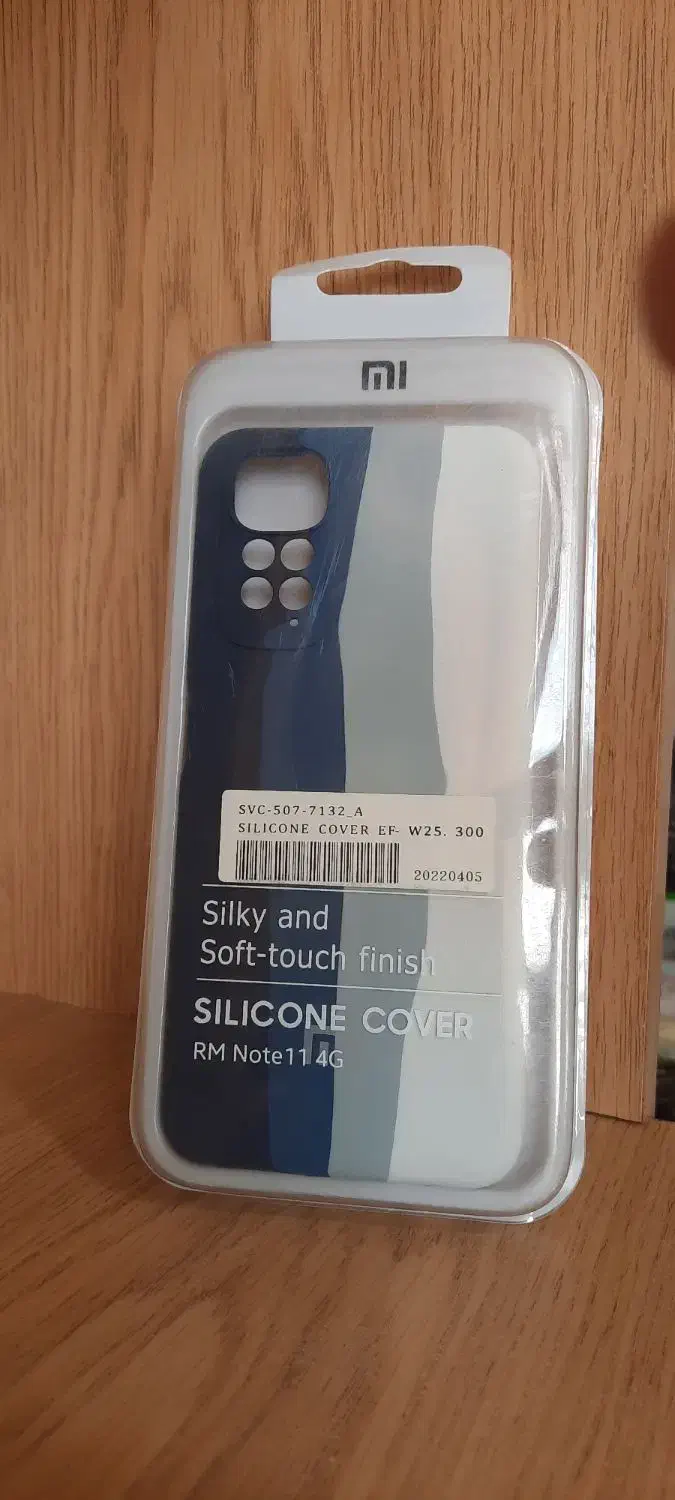 mi
SVC-507-7132_A
SILICONE COVER EF- W25. 300
20220405
Silky and
Soft-touch finish
SILICONE COVER
RM Note11 4G